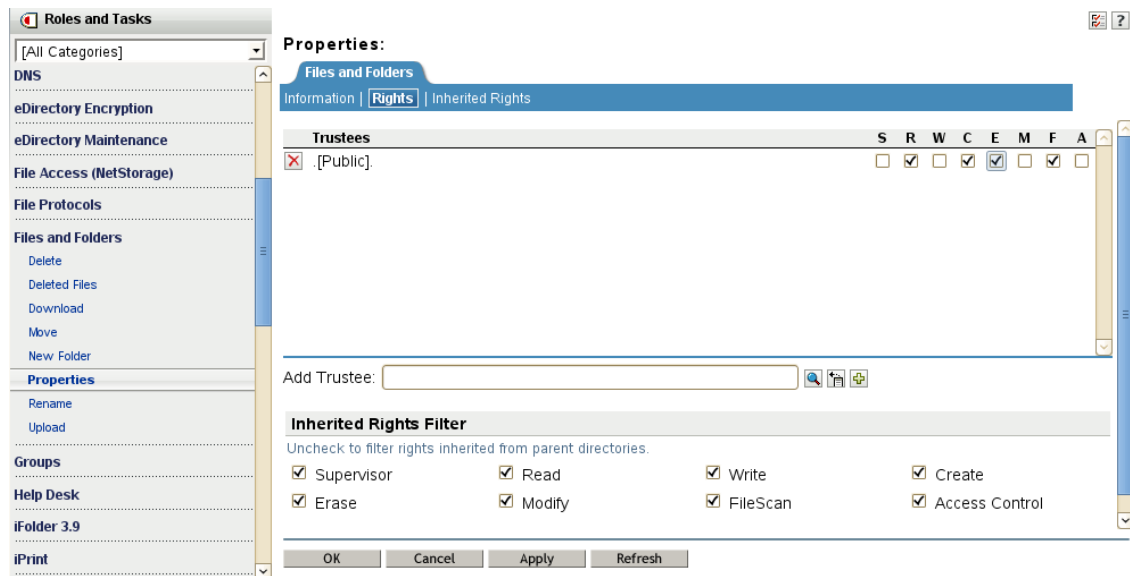 Roles and Tasks
[All Categories]
DNS
eDirectory Encryption
eDirectory Maintenance
File Access (NetStorage)
File Protocols
Files and Folders
Delete
Deleted Files
Download
Move
New Folder
Properties
Rename
Upload
Groups
Help Desk
iFolder 3.9
iPrint
?
Properties:
Files and Folders
Information | Rights | Inherited Rights
Trustees S R W C E M F A
.[Public].
Add Trustee:
Inherited Rights Filter
Uncheck to filter rights inherited from parent directories.
Supervisor Read Write Create
Erase Modify FileScan Access Control
OK Cancel Apply Refresh